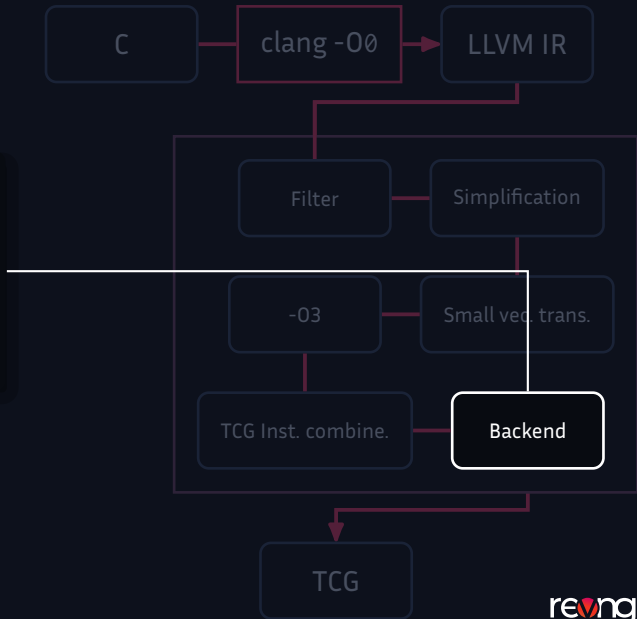 C
clang -O0
LLVM IR
Filter
Simplification
-O3
Small vec. trans.
TCG Inst. combine.
Backend
TCG
revng